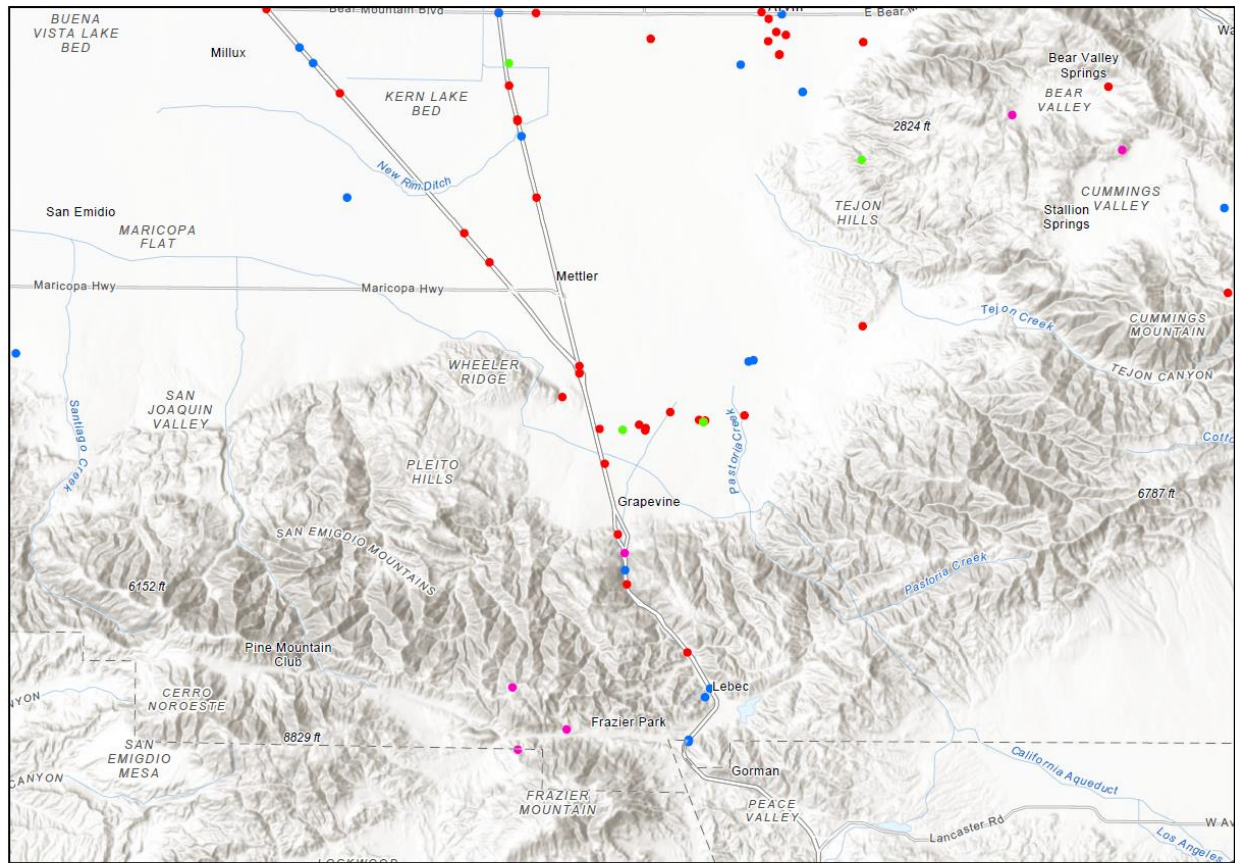 BUENA
VISTA LAKE
BED
Bear Mountain Blvd
E Bear
Millux
KERN LAKE
BED
Bear Valley
Springs
BEAR
VALLEY
2824 ft
New Rim Ditch
San Emidio
MARICOPA
FLAT
TEJON
HILLS
CUMMINGS
VALLEY
Stallion
Springs
Mettler
Maricopa Hwy
Maricopa Hwy
Tejon Creek
CUMMINGS
MOUNTAIN
TEJON CANYON
WHEELER
RIDGE
SAN
JOAQUIN
VALLEY
Santiago Creek
PLEITO
HILLS
Pastoria Creek
Grapevine
6787 ft
SAN EMIGDIO MOUNTAINS
Pastoria Creek
6152 ft
Pine Mountain
Club
Lebec
CERRO
NOROESTE
Frazier Park
8829 ft
SAN
EMIGDIO
MESA
CANYON
Gorman
California Aqueduct
FRAZIER
MOUNTAIN
PEACE
VALLEY
Lancaster Rd
Los Angeles